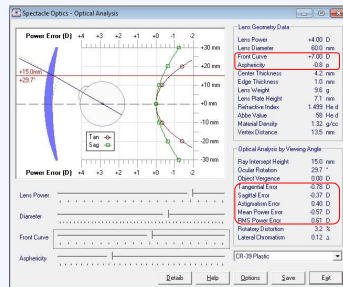 Spectacle Optics - Optical Analysis
Power Error [D]
+4
+3
+2
+1
+0
-1
-2
-3
-4
+15.0mm
+29.7°
+30 mm
+20 mm
+10 mm
+0 mm
-10 mm
-20 mm
-30 mm
Tan
Sag
Power Error [D]
+4
+3
+2
+1
+0
-1
-2
-3
-4
Lens Power
Diameter
Front Curve
Asphericity
Lens Geometry Data
Lens Power +4.00 D
Lens Diameter 60.0 mm
Front Curve +7.00 D
Asphericity -0.8 p
Center Thickness 4.2 mm
Edge Thickness 1.0 mm
Lens Weight 9.6 g
Lens Plate Height 7.1 mm
Refractive Index 1.499 He d
Abbe Value 58 He d
Material Density 1.32 g/cc
Vertex Distance 13.5 mm
Optical Analysis by Viewing Angle
Ray Intercept Height 15.0 mm
Ocular Rotation 29.7 °
Object Vergence 0.00 D
Tangential Error -0.78 D
Sagittal Error -0.37 D
Astigmatism Error 0.40 D
Mean Power Error -0.57 D
RMS Power Error 0.61 D
Rotatory Distortion 3.2 %
Lateral Chromatism 0.12 Δ
CR-39 Plastic
Details
Help
Options
Save
Exit